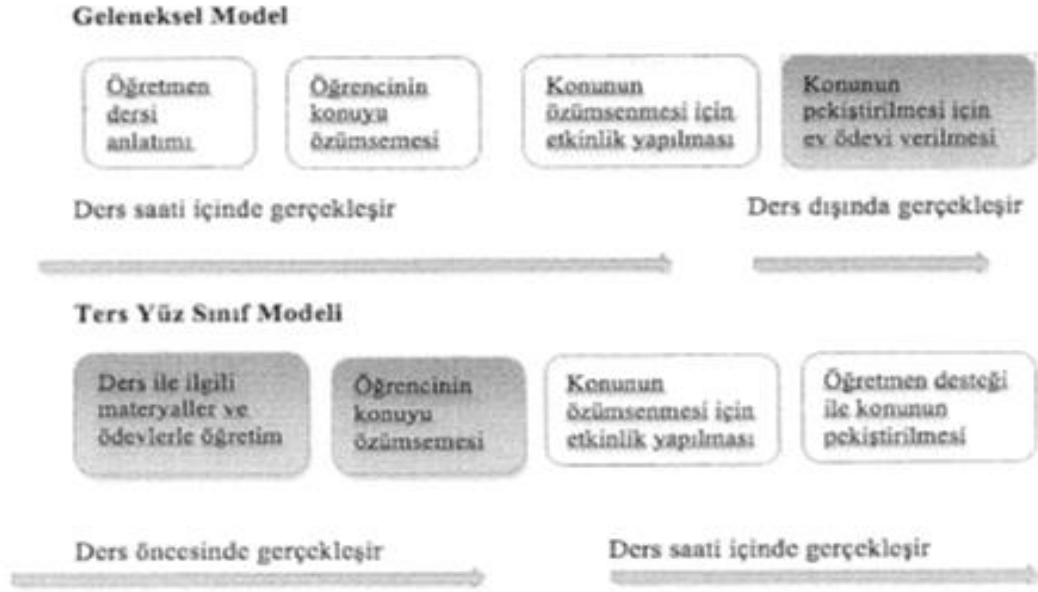 Geleneksel Model
Öğretmen
dersi
anlatımı
Öğrencinin
konuyu
özümsemesi
Konunun
özümsenmesi için
etkinlik yapılması
Konunun
pekiştirilmesi için
ev ödevi verilmesi
Ders saati içinde gerçekleşir
Ders dışında gerçekleşir
Ters Yüz Sınıf Modeli
Ders ile ilgili
materyaller ve
ödevlerle öğretim
Öğrencinin
konuyu
özümsemesi
Konunun
özümsenmesi için
etkinlik yapılması
Öğretmen desteği
ile konunun
pekiştirilmesi
Ders öncesinde gerçekleşir
Ders saati içinde gerçekleşir